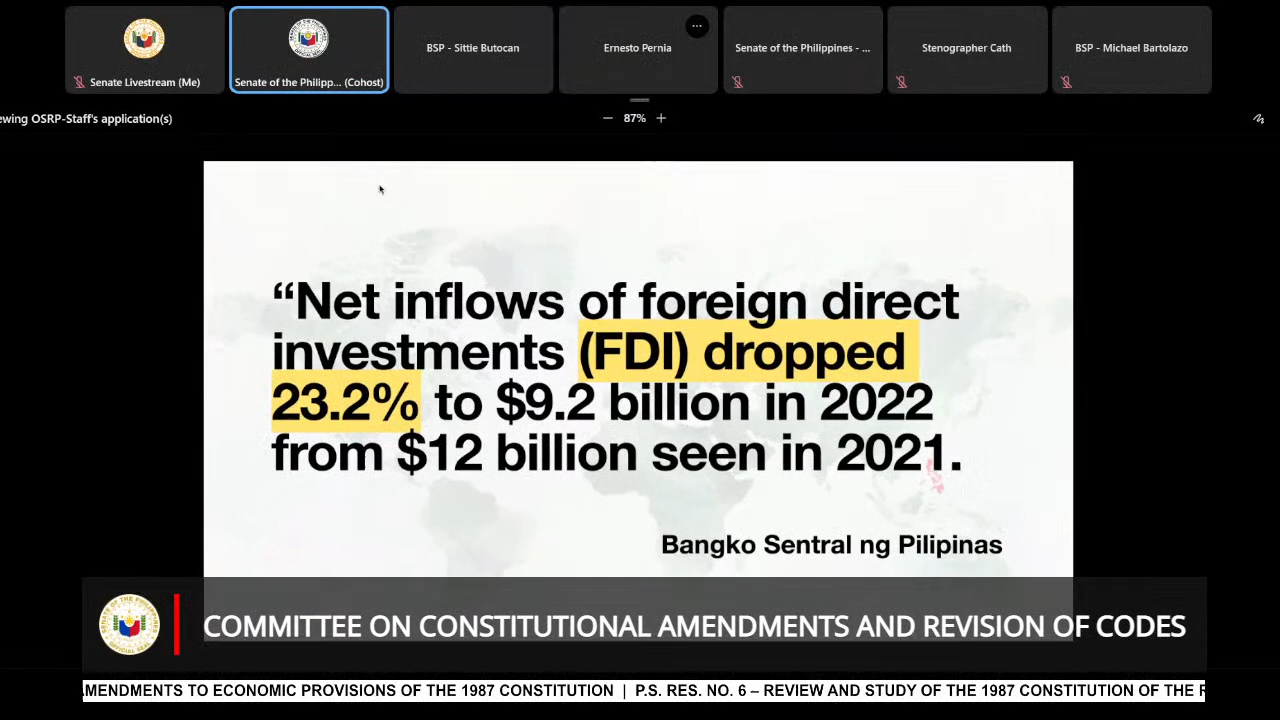 Senate Livestream (Me)
Senate of the Philipp... (Cohost)
BSP - Sittie Butocan
Ernesto Pernia
Senate of the Philippines - ...
Stenographer Cath
BSP - Michael Bartolazo
ewing OSRP-Staff's application(s)
87%
“Net inflows of foreign direct
investments (FDI) dropped
23.2% to $9.2 billion in 2022
from $12 billion seen in 2021.
Bangko Sentral ng Pilipinas
COMMITTEE ON CONSTITUTIONAL AMENDMENTS AND REVISION OF CODES
MENDMENTS TO ECONOMIC PROVISIONS OF THE 1987 CONSTITUTION | P.S. RES. NO. 6 – REVIEW AND STUDY OF THE 1987 CONSTITUTION OF THE